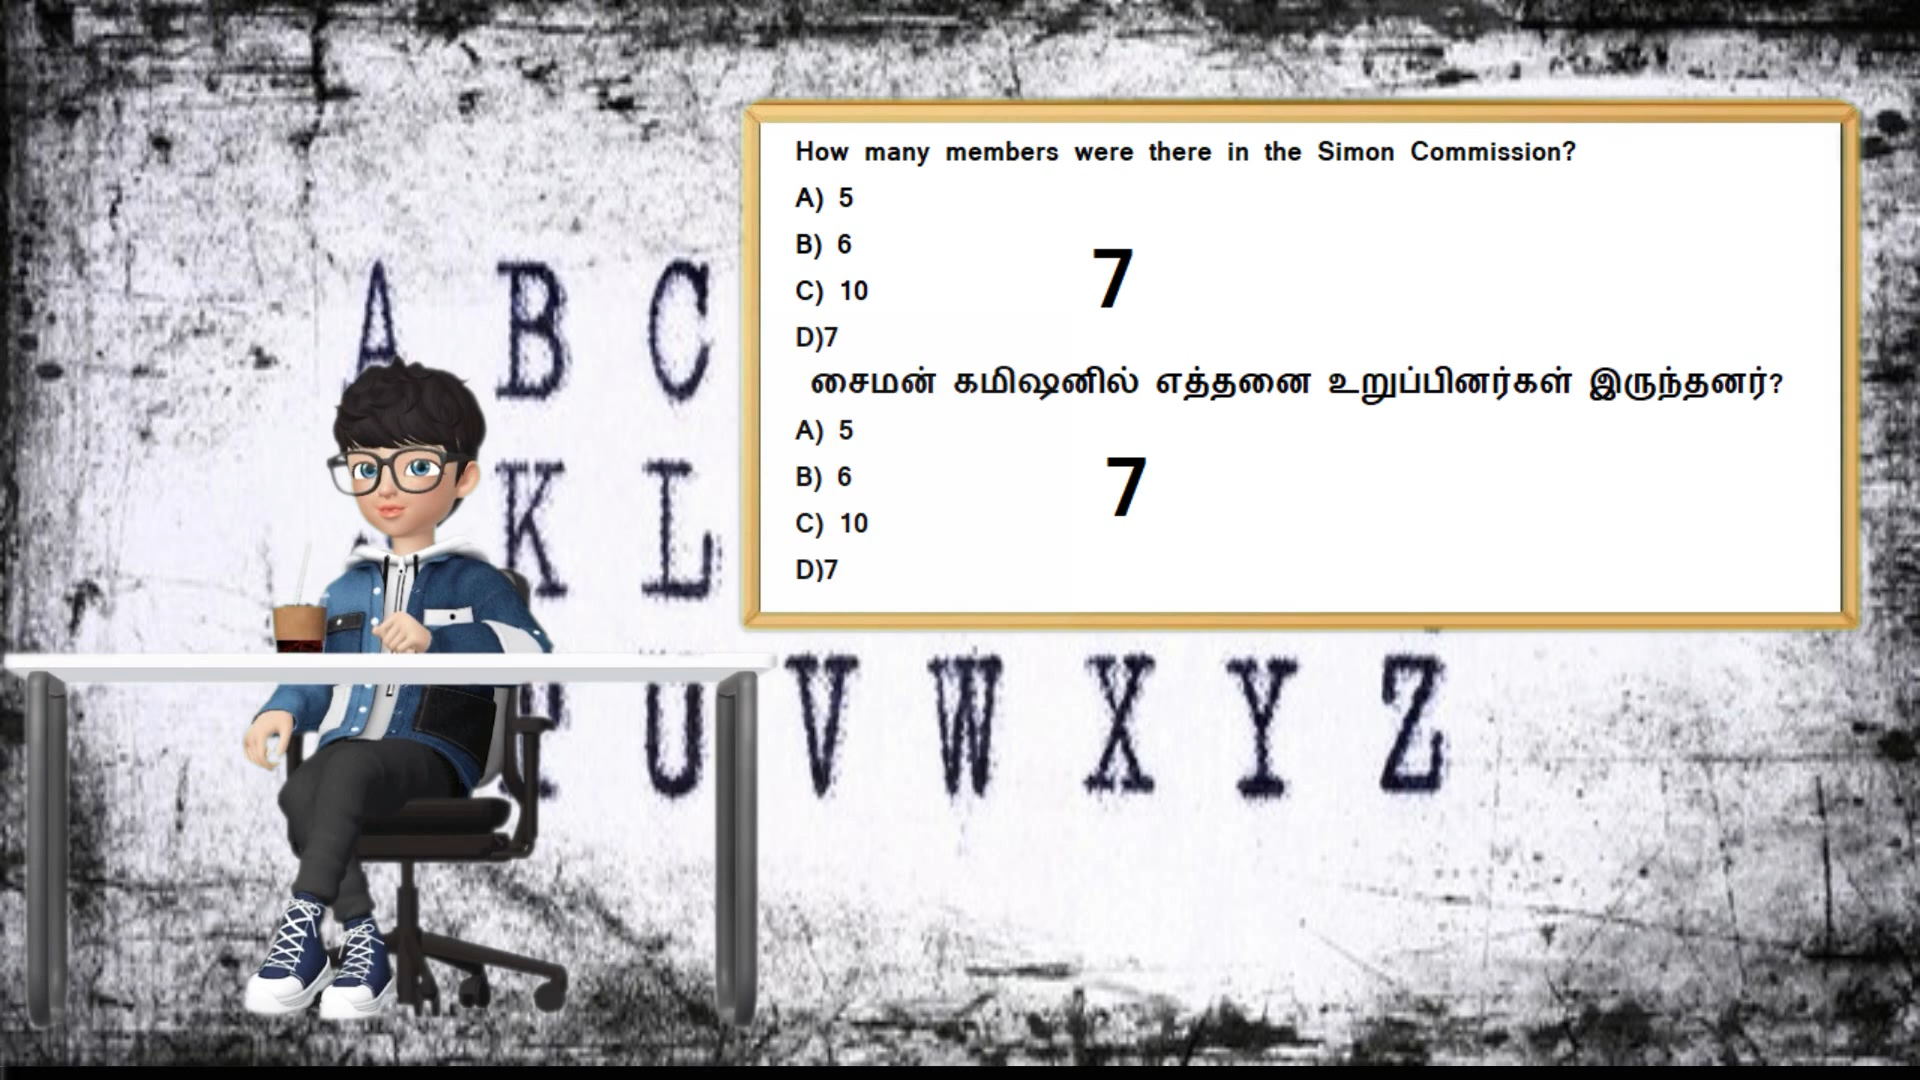 How many members were there in the Simon Commission?
A) 5
B) 6
7
C) 10
D)7
சைமன் கமிஷனில் எத்தனை உறுப்பினர்கள் இருந்தனர்?
A) 5
B) 6
7
C) 10
D)7
A B C
K L
U V W X Y Z